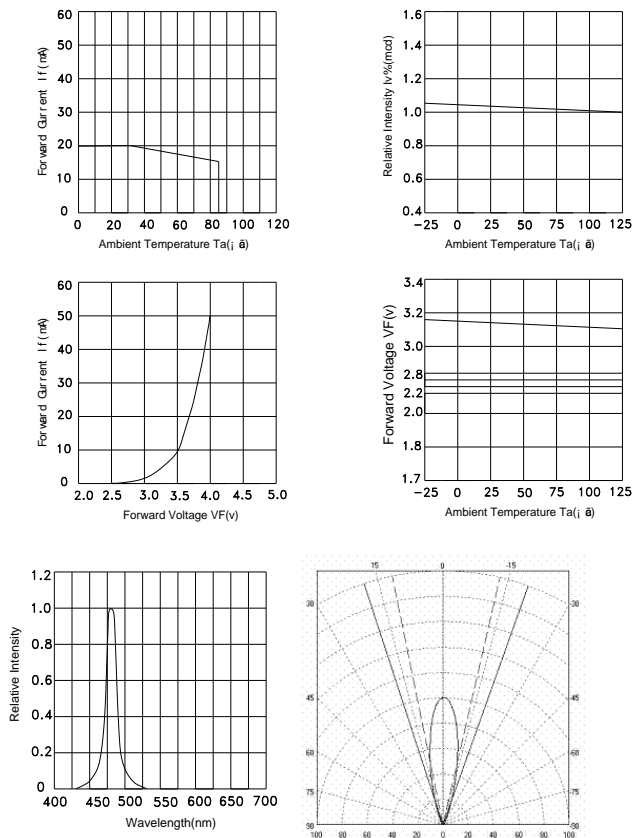 60
50
40
30
20
10
0
0 20 40 60 80 100 120
Forward Current If(mA)
Ambient Temperature Ta(¡ ã)
1.6
1.4
1.2
1.0
0.8
0.6
0.4
-25 0 25 50 75 100 125
Relative Intensity Iv%(mcd)
Ambient Temperature Ta(¡ ã)
60
50
40
30
20
10
0
2.0 2.5 3.0 3.5 4.0 4.5 5.0
Forward Current If(mA)
Forward Voltage VF(v)
3.4
3.2
3.0
2.8
2.2
2.0
1.8
1.7
-25 0 25 50 75 100 125
Forward Voltage VF(v)
Ambient Temperature Ta(¡ ã)
1.2
1.0
0.8
0.6
0.4
0.2
0
400 450 500 550 600 650 700
Relative Intensity
Wavelength(nm)
15 0 -15
30 -30
45 -45
60 -60
75 -75
90 -90
100 80 60 40 20 0 20 40 60 80 100